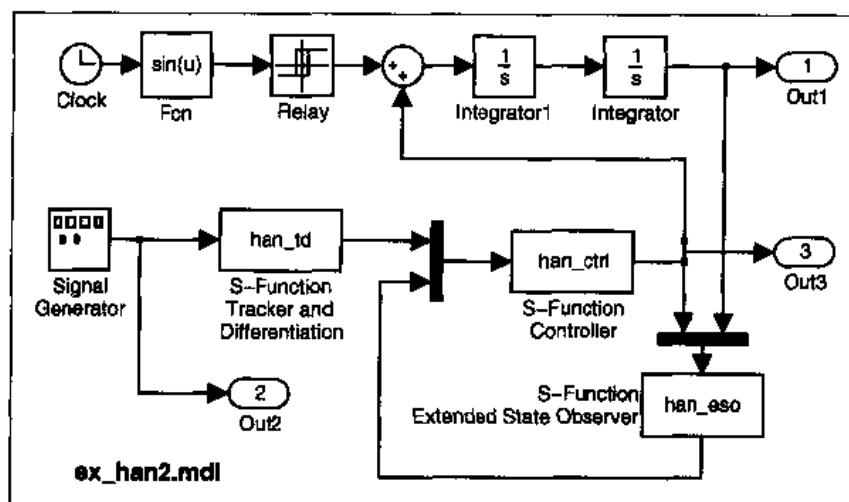 sin(u)
1
s
1
s
1
Clock
Fcn
Relay
Integrator1
Integrator
Out1
han_td
han_ctrl
3
Signal
Generator
S-Function
Tracker and
Differentiation
S-Function
Controller
Out3
2
Out2
S-Function
Extended State Observer
han_eso
ex_han2.mdl